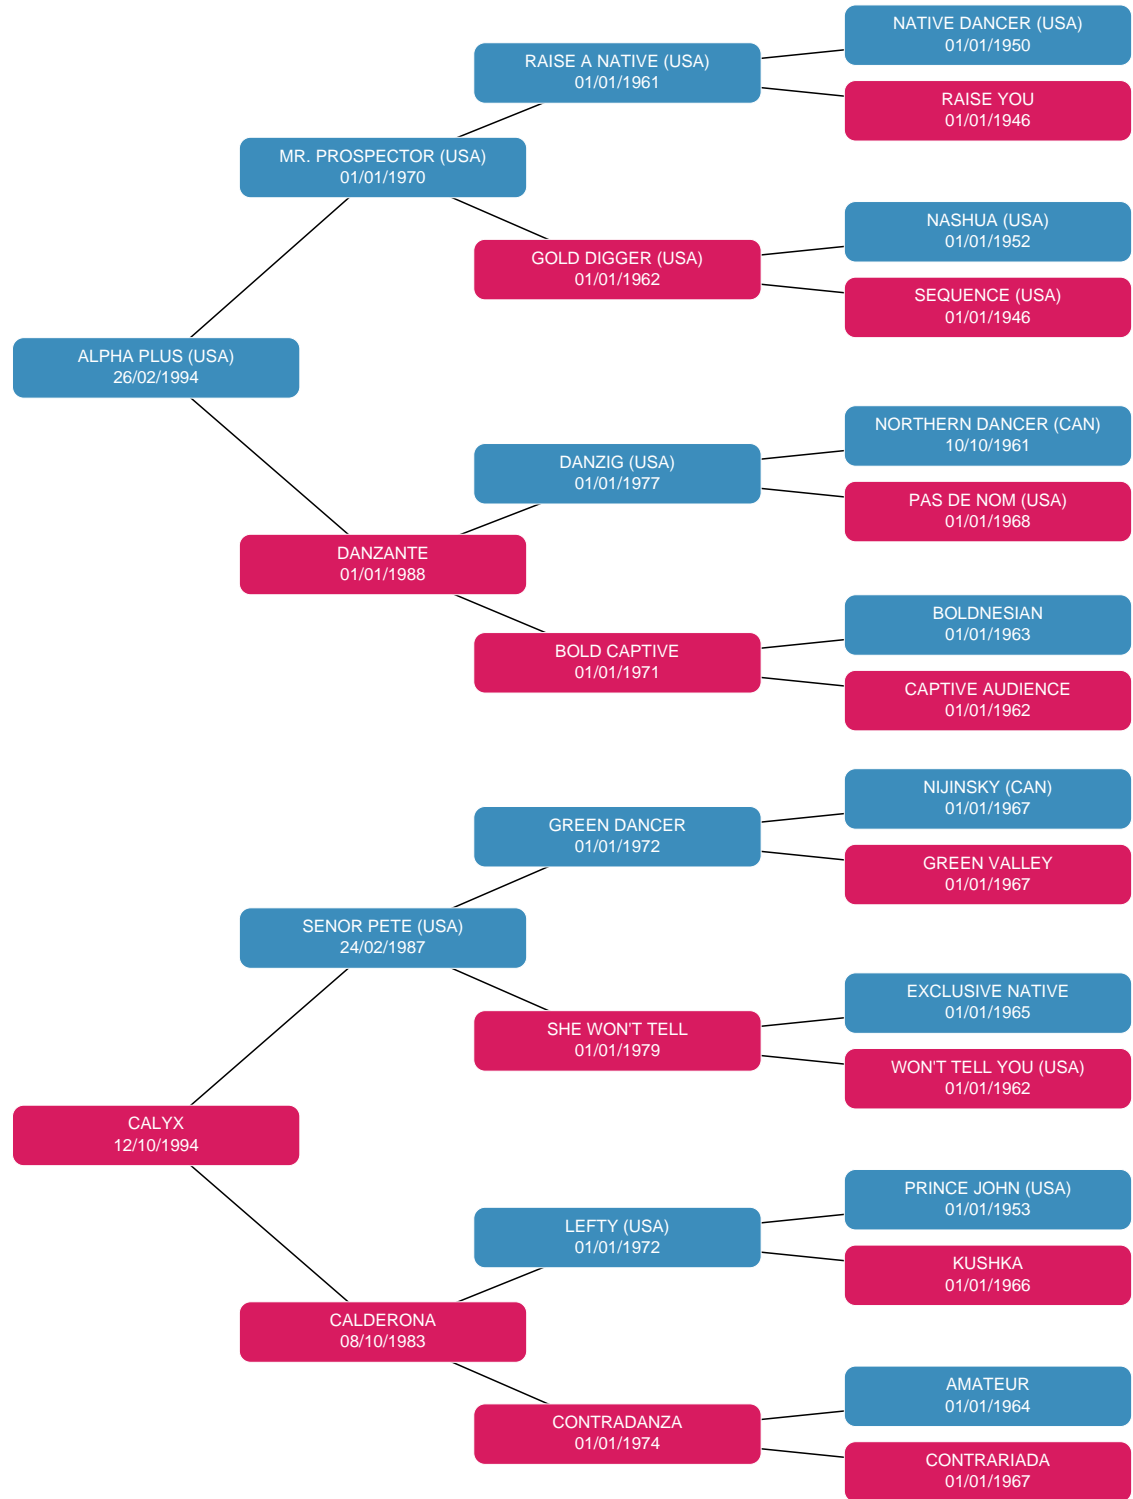 NATIVE DANCER (USA)
01/01/1950
RAISE A NATIVE (USA)
01/01/1961
RAISE YOU
01/01/1946
MR. PROSPECTOR (USA)
01/01/1970
NASHUA (USA)
01/01/1952
GOLD DIGGER (USA)
01/01/1962
SEQUENCE (USA)
01/01/1946
ALPHA PLUS (USA)
26/02/1994
NORTHERN DANCER (CAN)
10/10/1961
DANZIG (USA)
01/01/1977
PAS DE NOM (USA)
01/01/1968
DANZANTE
01/01/1988
BOLDNESIAN
01/01/1963
BOLD CAPTIVE
01/01/1971
CAPTIVE AUDIENCE
01/01/1962
NIJINSKY (CAN)
01/01/1967
GREEN DANCER
01/01/1972
GREEN VALLEY
01/01/1967
SENOR PETE (USA)
24/02/1987
EXCLUSIVE NATIVE
01/01/1965
SHE WON'T TELL
01/01/1979
WON'T TELL YOU (USA)
01/01/1962
CALYX
12/10/1994
PRINCE JOHN (USA)
01/01/1953
LEFTY (USA)
01/01/1972
KUSHKA
01/01/1966
CALDERONA
08/10/1983
AMATEUR
01/01/1964
CONTRADANZA
01/01/1974
CONTRARIADA
01/01/1967